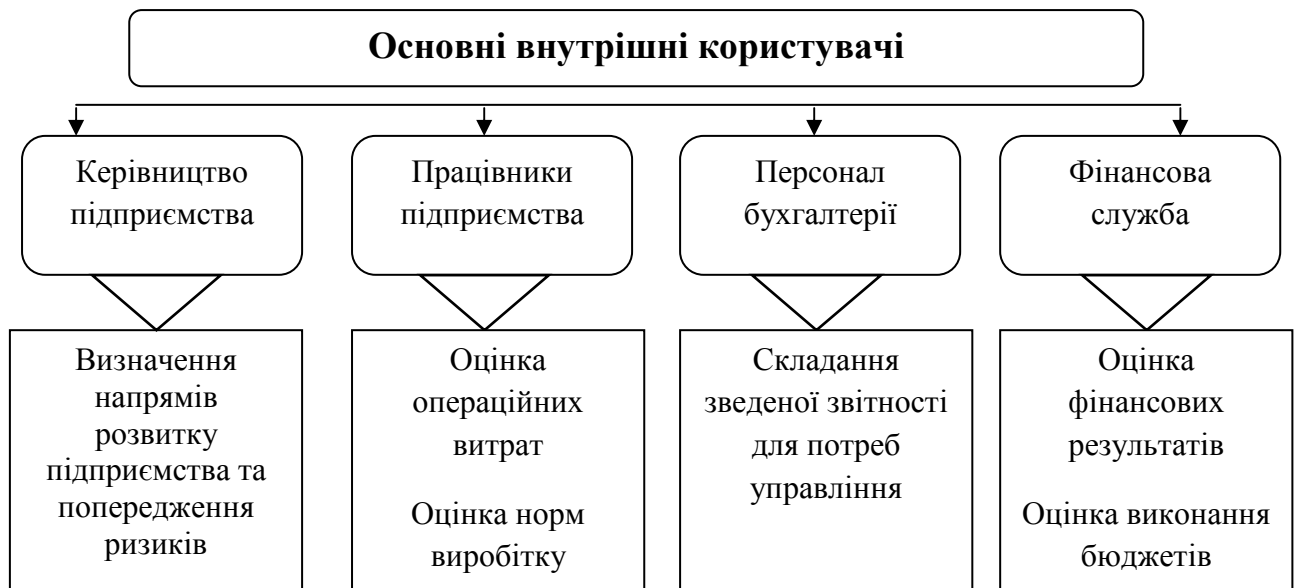 Основні внутрішні користувачі
Керівництво
підприємства
Працівники
підприємства
Персонал
бухгалтерії
Фінансова
служба
Визначення
напрямів
розвитку
підприємства та
попередження
ризиків
Оцінка
операційних
витрат
Оцінка норм
виробітку
Складання
зведеної звітності
для потреб
управління
Оцінка
фінансових
результатів
Оцінка виконання
бюджетів